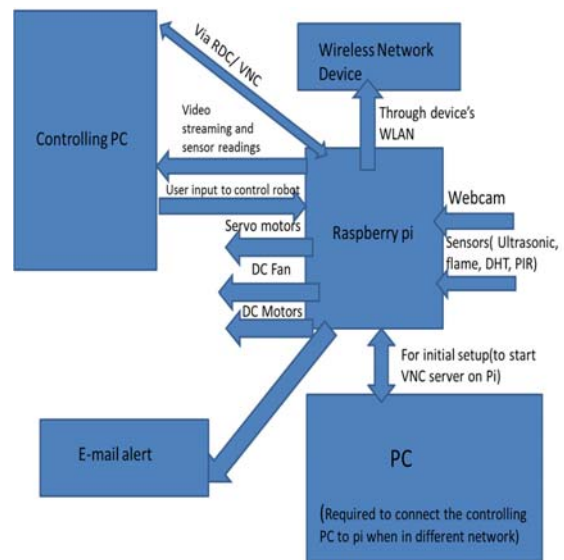 Via RDC/ VNC
Wireless Network
Device
Controlling PC
Video
streaming and
sensor readings
Through device's
WLAN
User input to control robot
Raspberry pi
Webcam
Sensors( Ultrasonic,
flame, DHT, PIR)
Servo motors
DC Fan
DC Motors
For initial setup(to start
VNC server on Pi)
E-mail alert
PC
(Required to connect the controlling
PC to pi when in different network)